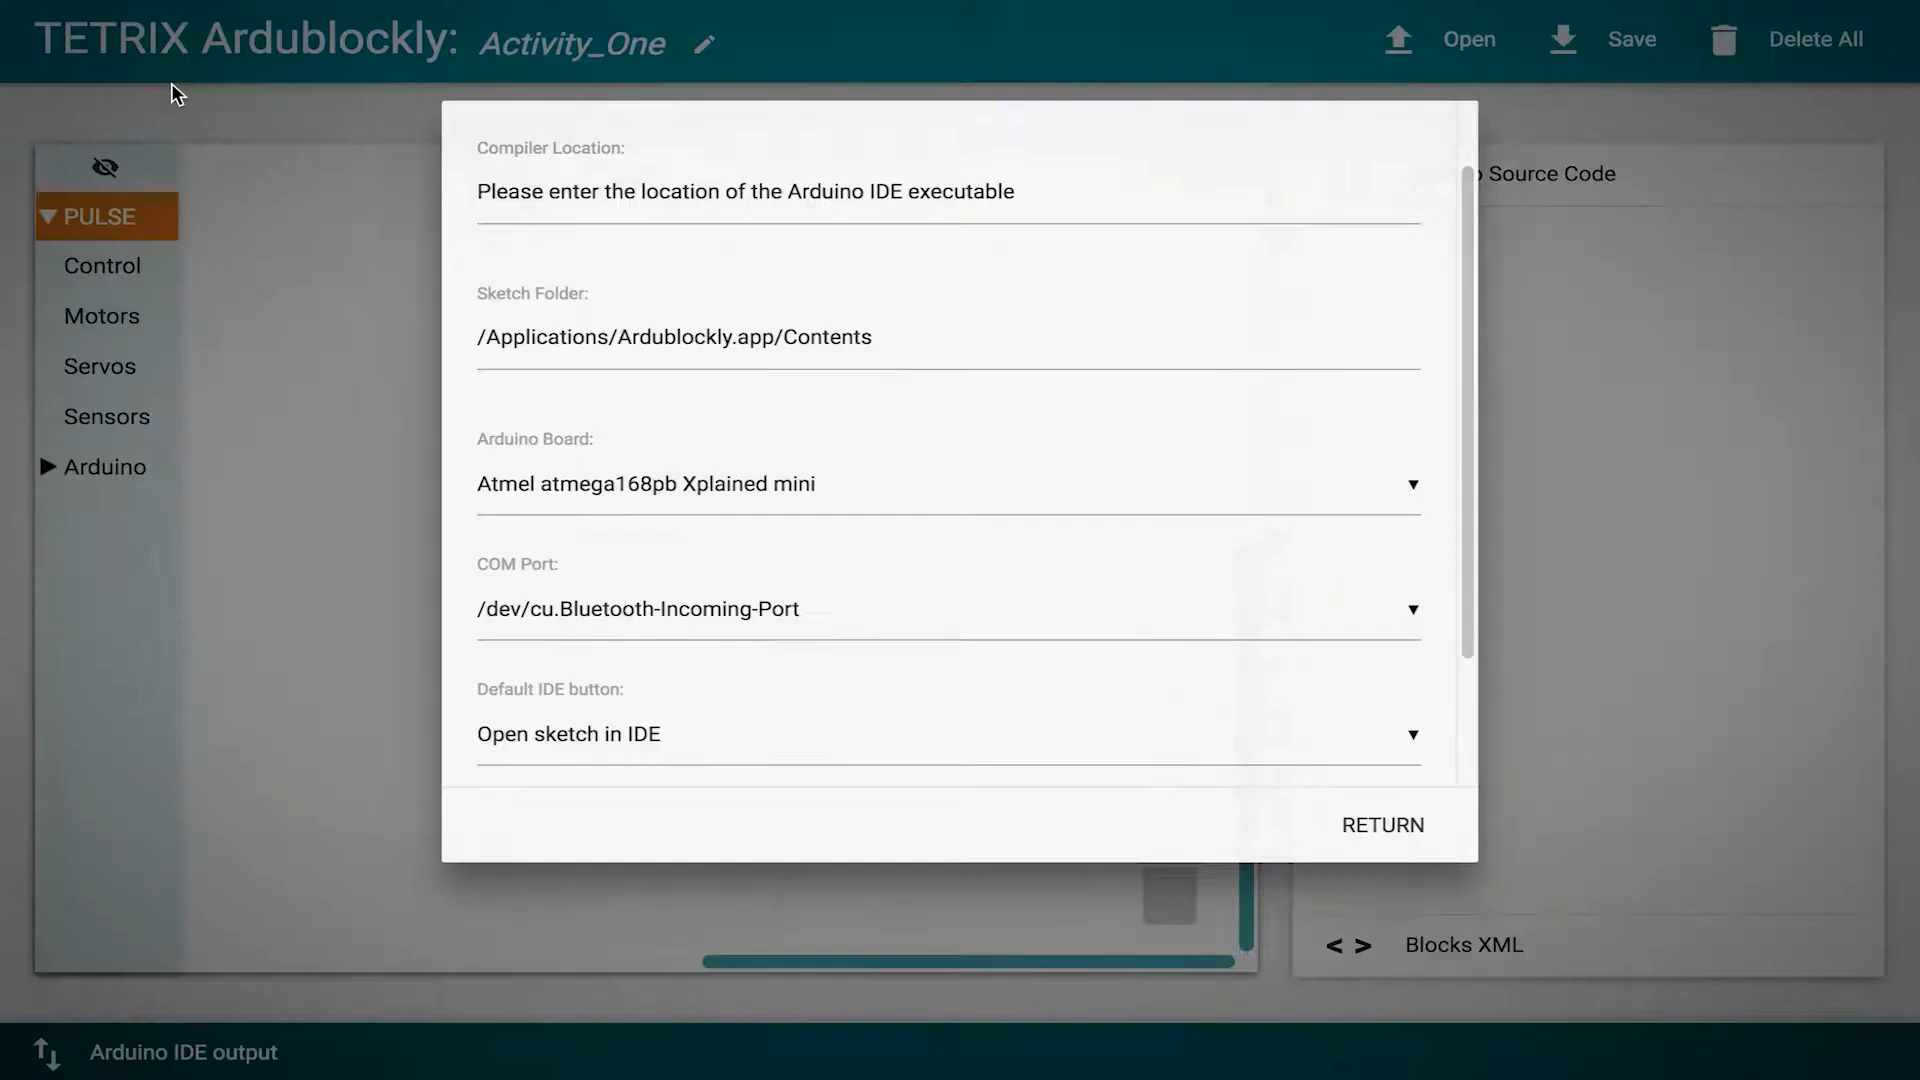 TETRIX Ardublockly: Activity_One
Open
Save
Delete All
PULSE
Control
Motors
Servos
Sensors
Arduino
Compiler Location:
Please enter the location of the Arduino IDE executable
Sketch Folder:
/Applications/Ardublockly.app/Contents
Arduino Board:
Atmel atmega168pb Xplained mini
COM Port:
/dev/cu.Bluetooth-Incoming-Port
Default IDE button:
Open sketch in IDE
RETURN
Source Code
< > Blocks XML
Arduino IDE output